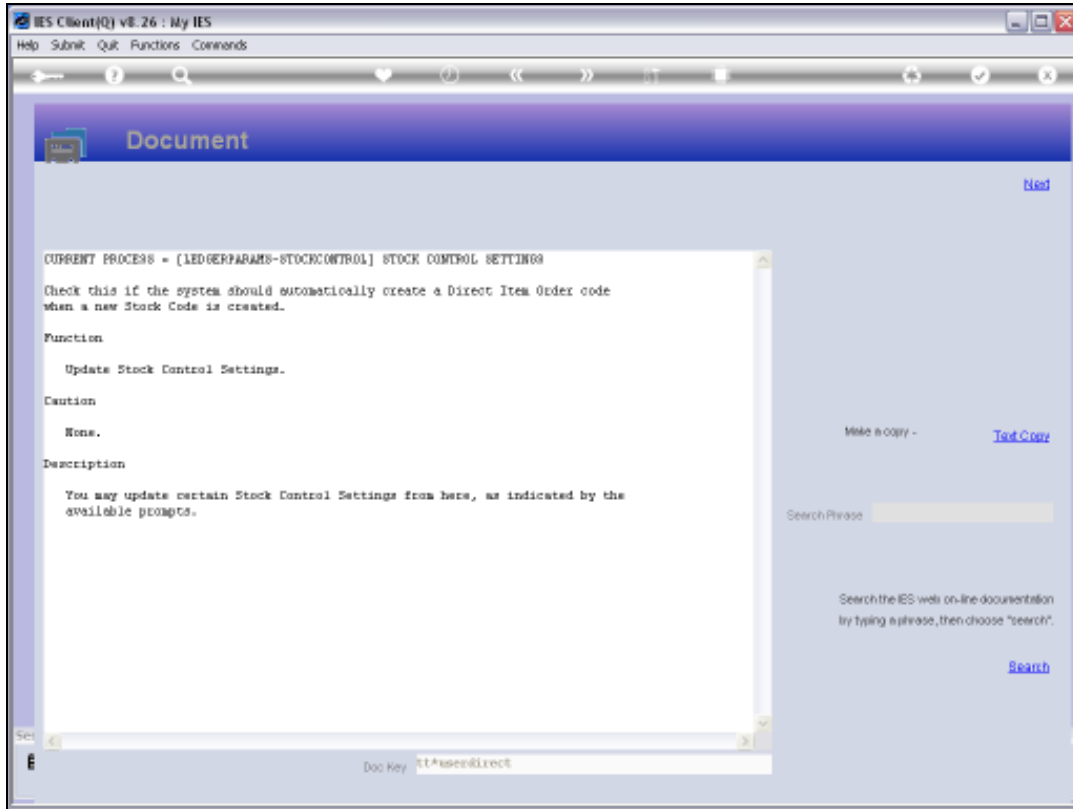 IES Client(Q) v8.26 : My IES
Help Submit Quit Functions Commands
Document
Next
CURRENT PROCESS = [LEDGERPARAMS-STOCKCONTROL] STOCK CONTROL SETTINGS
Check this if the system should automatically create a Direct Item Order code
when a new Stock Code is created.
Function
Update Stock Control Settings.
Caution
None.
Description
You may update certain Stock Control Settings from here, as indicated by the
available prompts.
Make a copy -
Text Copy
Search Phrase
Search the IES web on-line documentation
by typing a phrase, then choose "search".
Search
Doc Key tt*userdirect